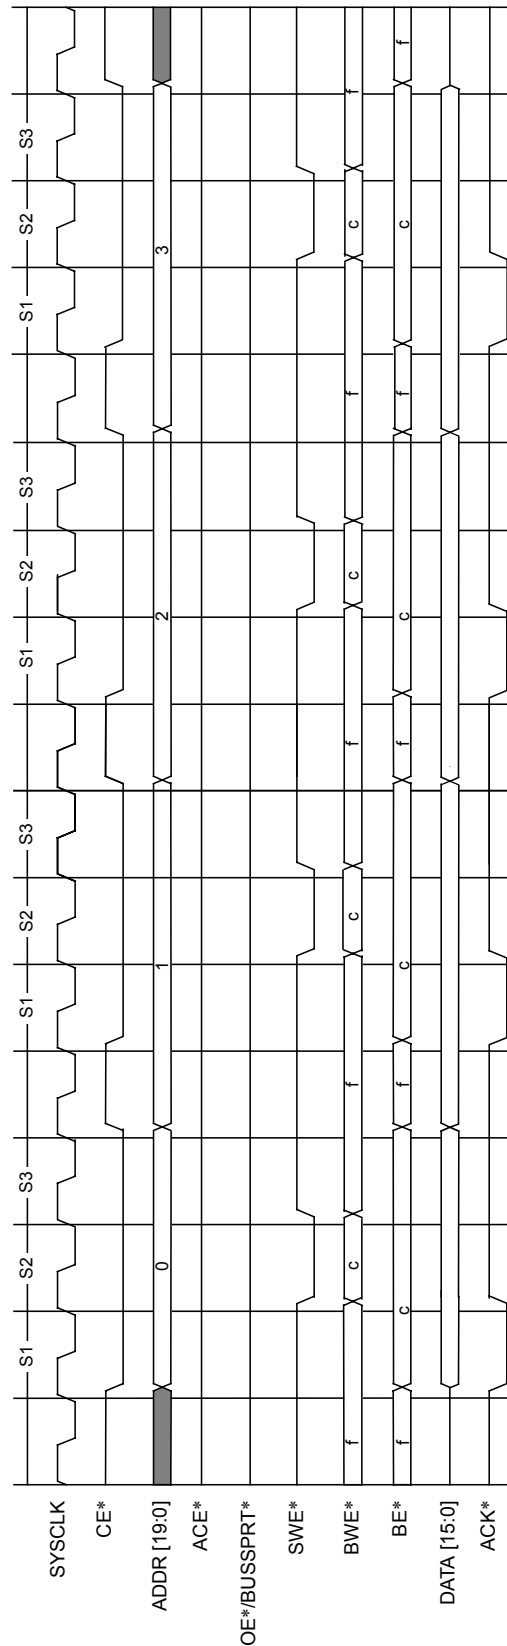 S1 S2 S3 S1 S2 S3 S1 S2 S3 S1 S2 S3
SYSCLK
CE*
ADDR [19:0] 0 1 2 3
ACE*
OE*/BUSSPRT*
SWE*
BWE* f c f c f c f c f
BE* f c f c f c f c f
DATA [15:0]
ACK*